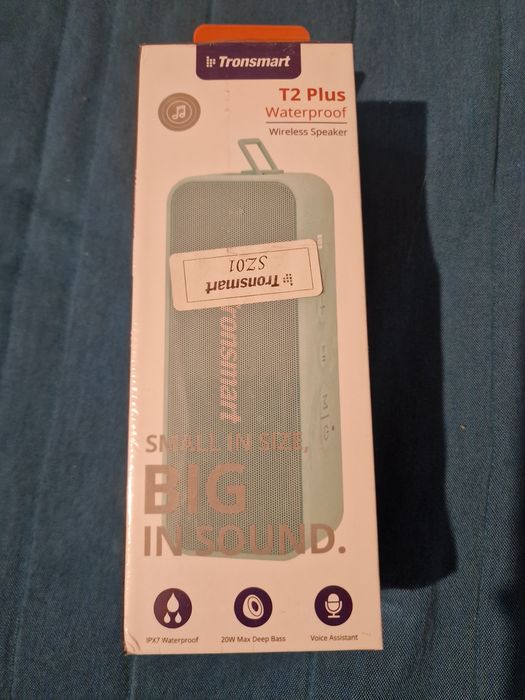 Tronsmart
T2 Plus
Waterproof
Wireless Speaker
Tronsmart
SZ01
Tronsmart
SMALL IN SIZE,
BIG
IN SOUND.
IPX7 Waterproof
20W Max Deep Bass
Voice Assistant